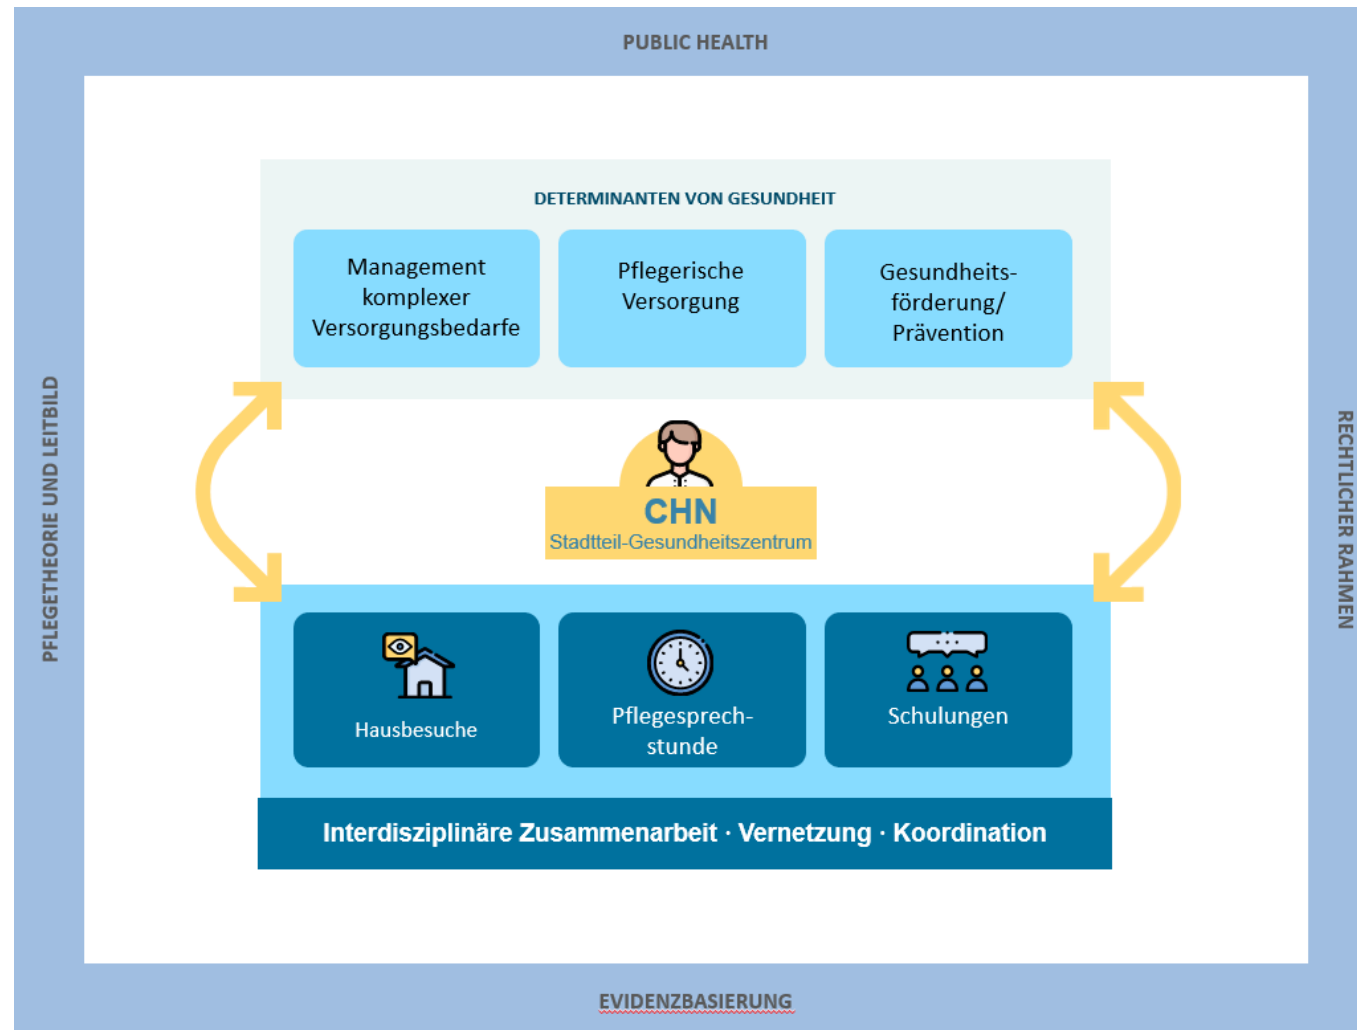 PUBLIC HEALTH
DETERMINANTEN VON GESUNDHEIT
Management
komplexer
Versorgungsbedarfe
Pflegerische
Versorgung
Gesundheits-
förderung/
Prävention
PFLEGETHEORIE UND LEITBILD
RECHTLICHER RAHMEN
CHN
Stadtteil-Gesundheitszentrum
Hausbesuche
Pflegesprech-
stunde
Schulungen
Interdisziplinäre Zusammenarbeit · Vernetzung · Koordination
EVIDENZBASIERUNG